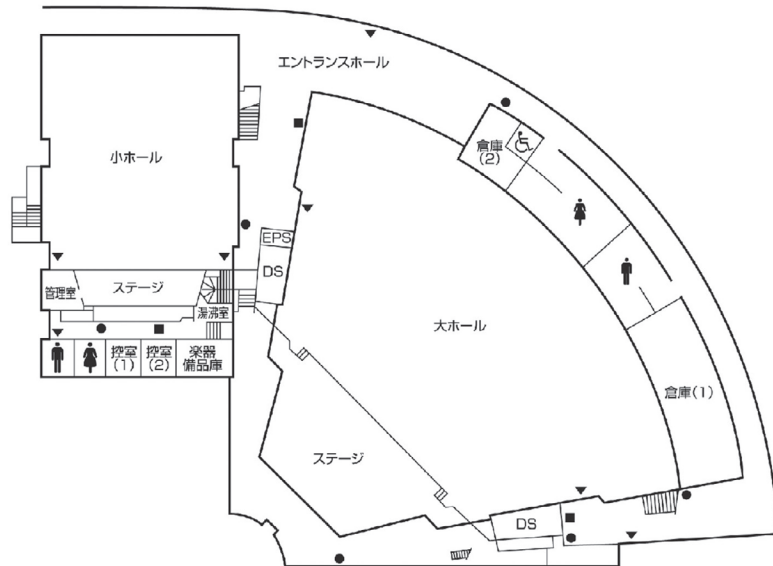 エントランスホール
小ホール
倉庫
(2)
EPS
DS
管理室
ステージ
湯沸室
大ホール
控室
(1)
控室
(2)
楽器
備品庫
倉庫(1)
ステージ
DS